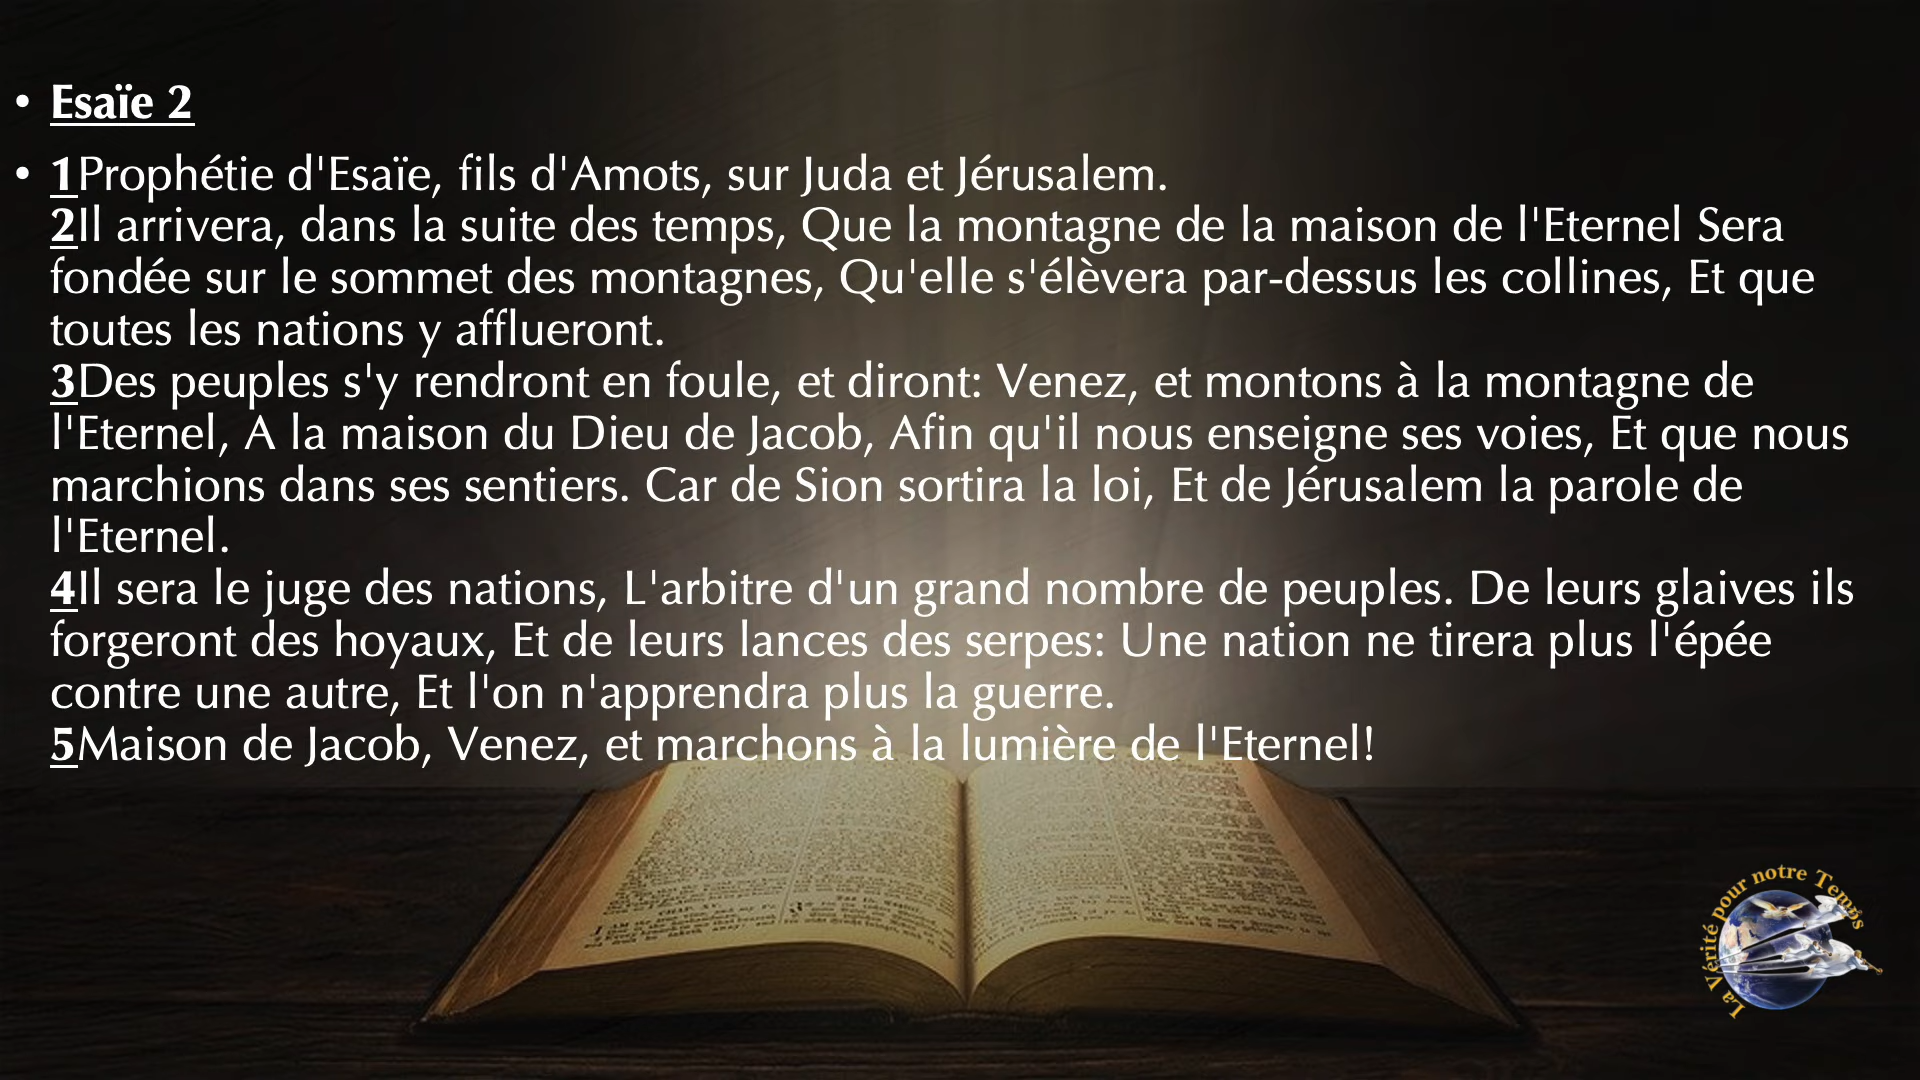 • Esaïe 2
• 1Prophétie d'Esaïe, fils d'Amots, sur Juda et Jérusalem.
2Il arrivera, dans la suite des temps, Que la montagne de la maison de l'Eternel Sera
fondée sur le sommet des montagnes, Qu'elle s'élèvera par-dessus les collines, Et que
toutes les nations y afflueront.
3Des peuples s'y rendront en foule, et diront: Venez, et montons à la montagne de
l'Eternel, A la maison du Dieu de Jacob, Afin qu'il nous enseigne ses voies, Et que nous
marchions dans ses sentiers. Car de Sion sortira la loi, Et de Jérusalem la parole de
l'Eternel.
4Il sera le juge des nations, L'arbitre d'un grand nombre de peuples. De leurs glaives ils
forgeront des hoyaux, Et de leurs lances des serpes: Une nation ne tirera plus l'épée
contre une autre, Et l'on n'apprendra plus la guerre.
5Maison de Jacob, Venez, et marchons à la lumière de l'Eternel!
La Vérité pour notre Temps